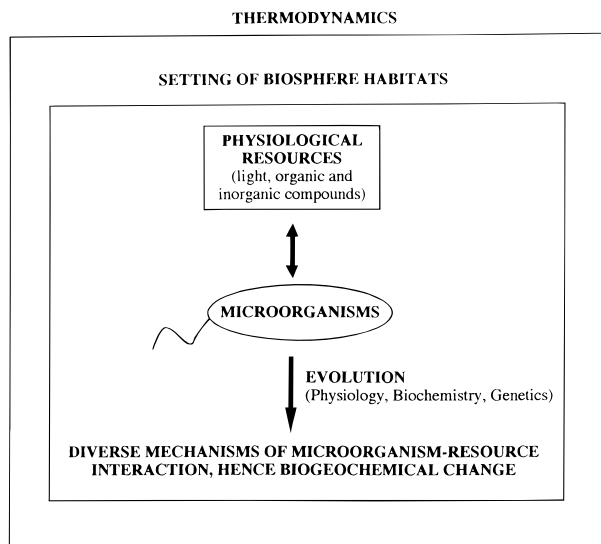 THERMODYNAMICS
SETTING OF BIOSPHERE HABITATS
PHYSIOLOGICAL
RESOURCES
(light, organic and
inorganic compounds)
MICROORGANISMS
EVOLUTION
(Physiology, Biochemistry, Genetics)
DIVERSE MECHANISMS OF MICROORGANISM-RESOURCE
INTERACTION, HENCE BIOGEOCHEMICAL CHANGE